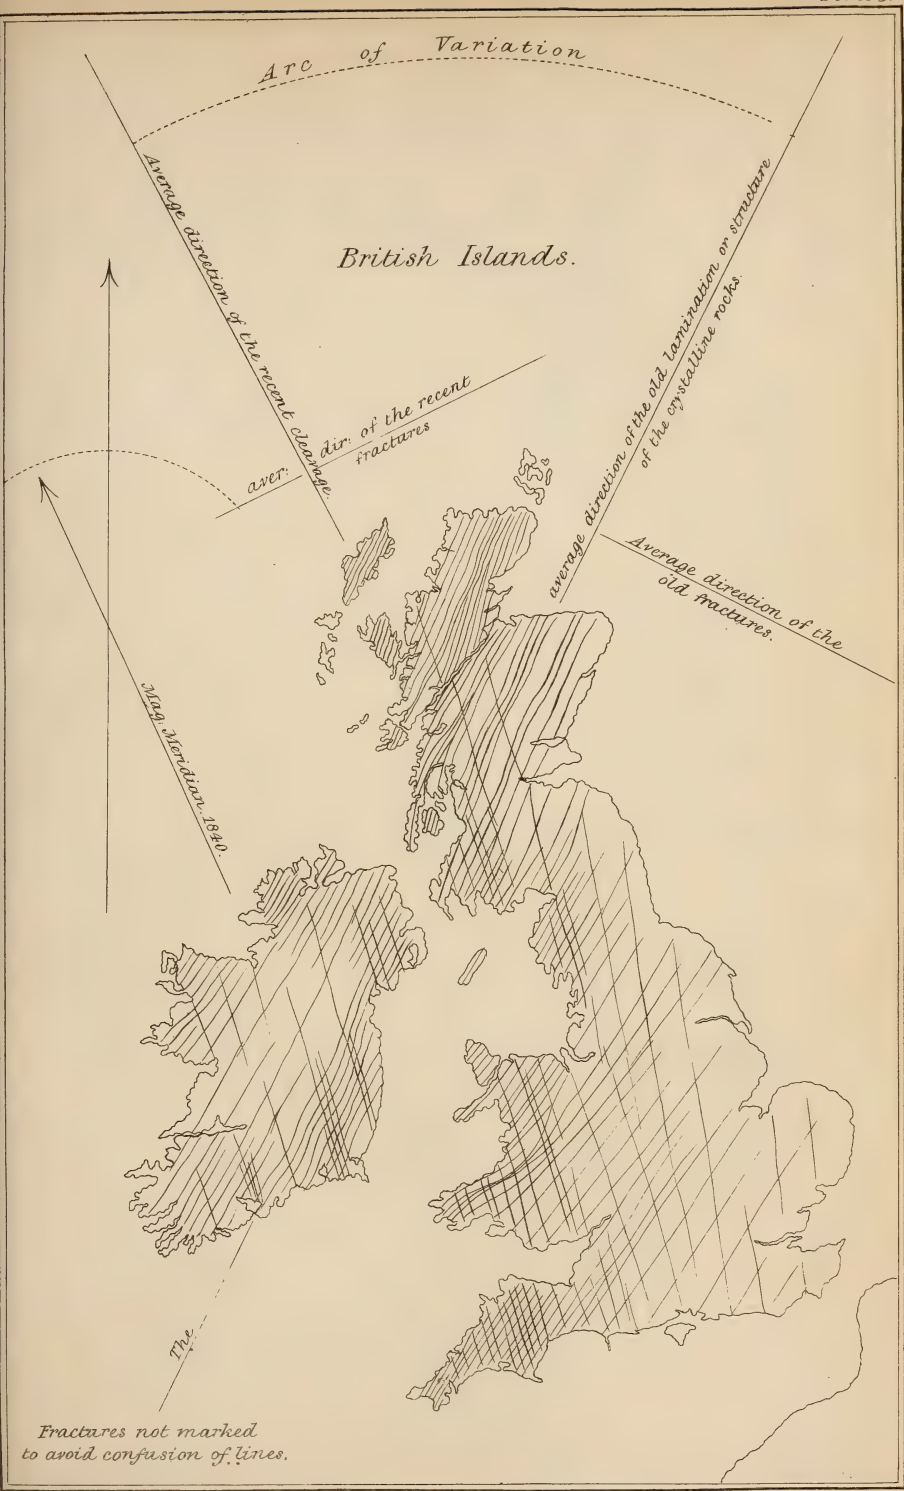 Arc of Variation
Average direction of the recent cleavage.
British Islands.
average direction of the old lamination or structure
of the crystalline rocks.
aver: dir: of the recent
fractures
Average direction of the
old fractures.
Mag. Meridian. 1840.
The
Fractures not marked
to avoid confusion of lines.